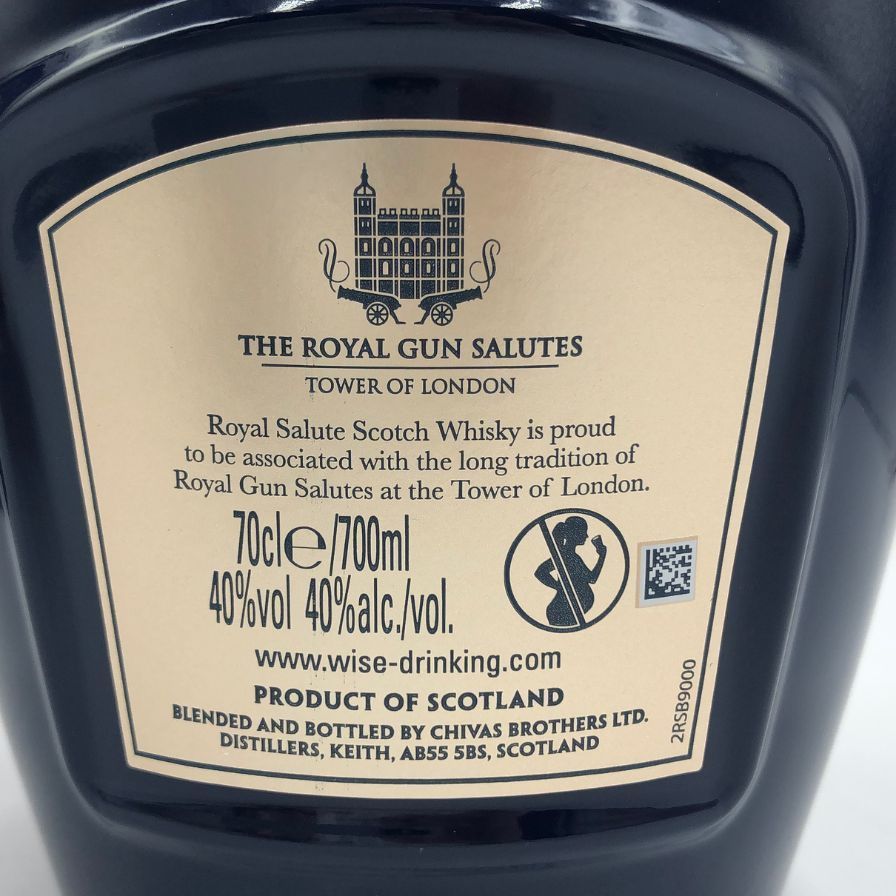 THE ROYAL GUN SALUTES
TOWER OF LONDON
Royal Salute Scotch Whisky is proud
to be associated with the long tradition of
Royal Gun Salutes at the Tower of London.
70cl℮/700ml
40%vol 40%alc./vol.
www.wise-drinking.com
PRODUCT OF SCOTLAND
BLENDED AND BOTTLED BY CHIVAS BROTHERS LTD.
DISTILLERS, KEITH, AB55 5BS, SCOTLAND
2RSB9000